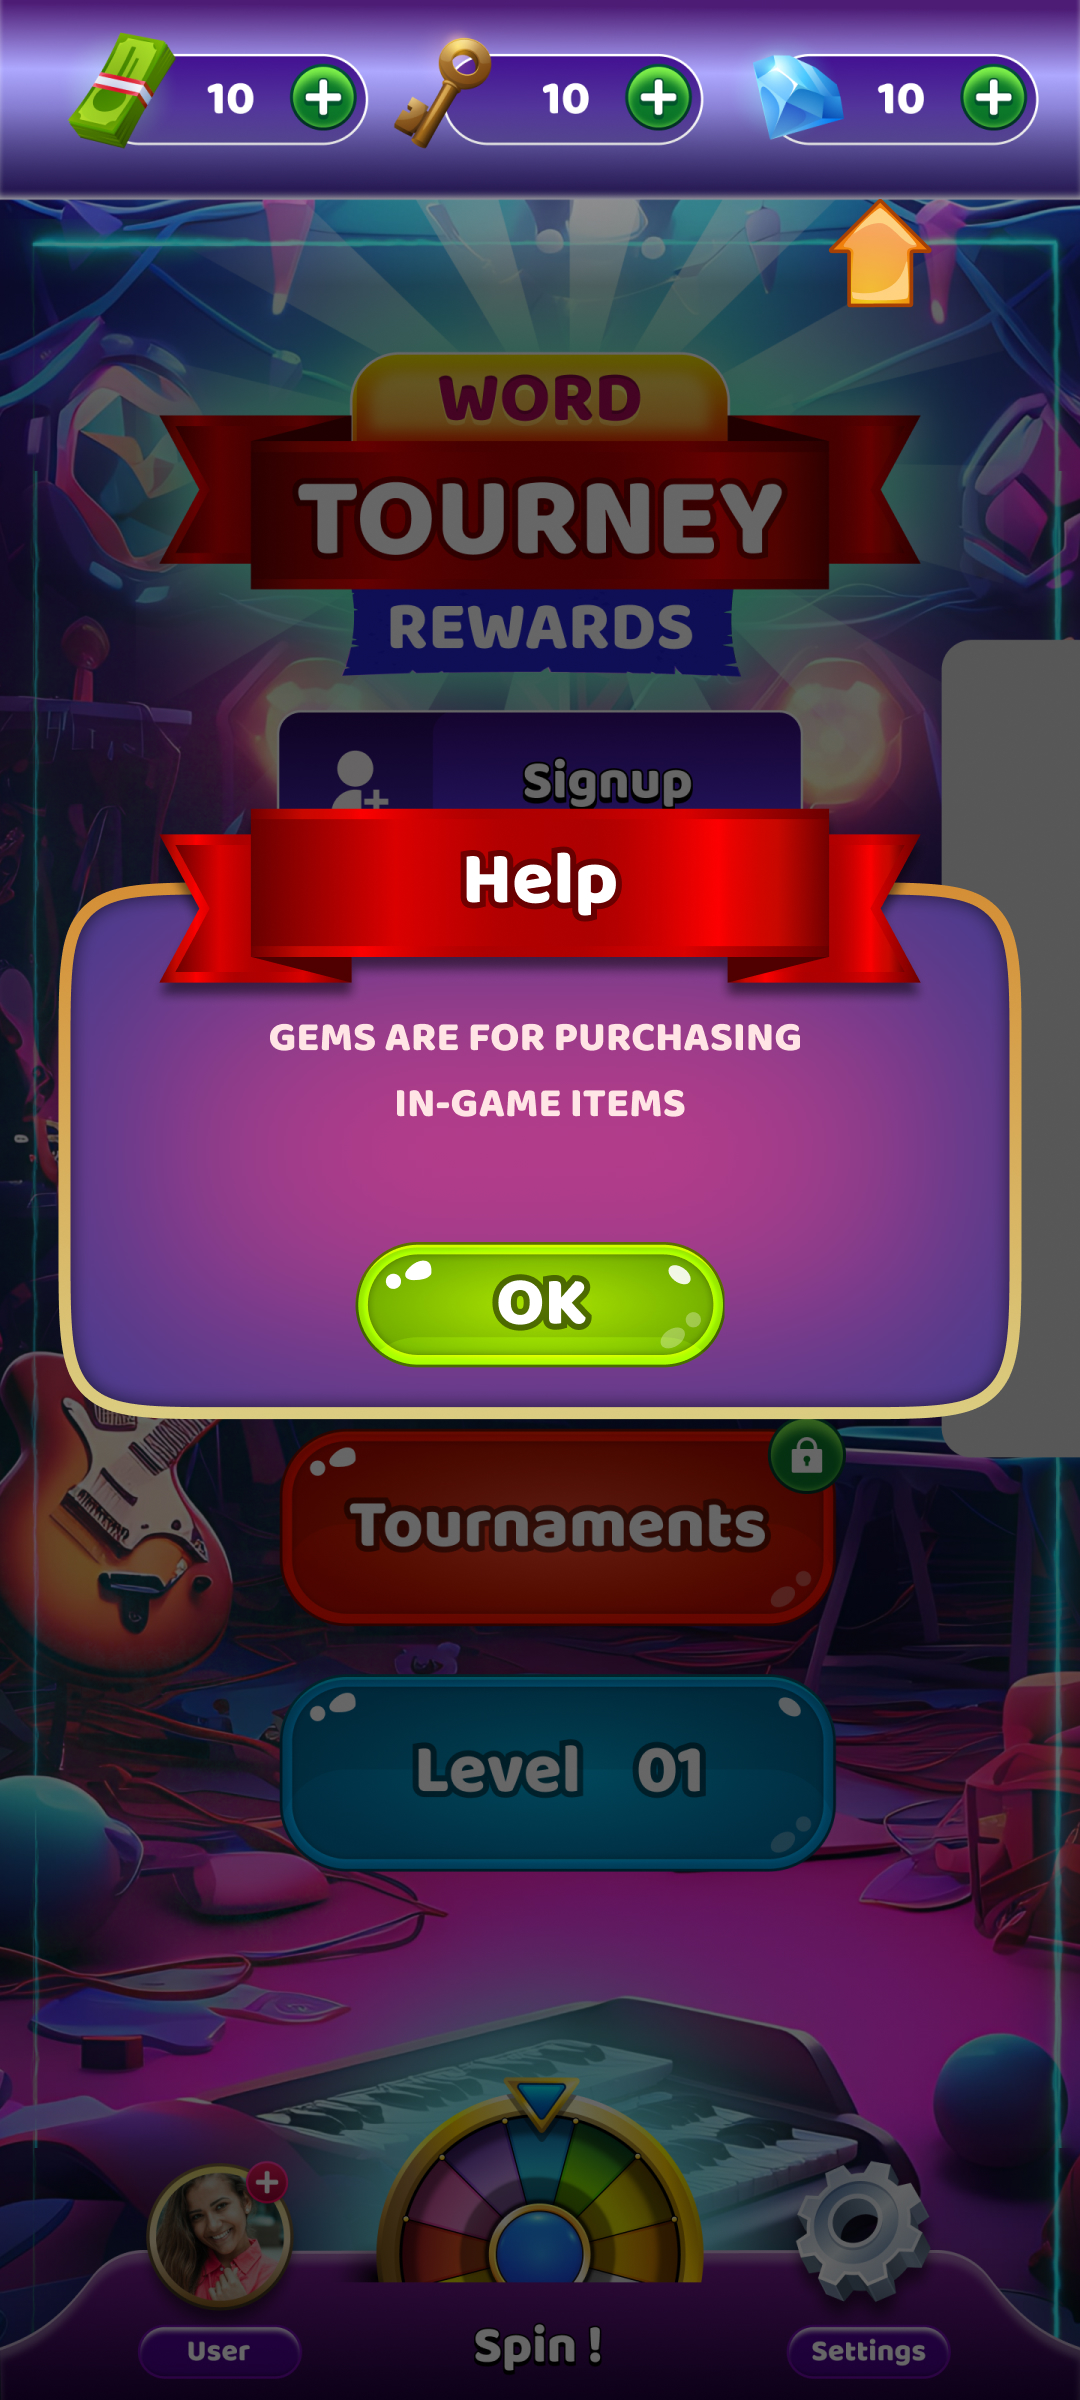 10
10
10
WORD
TOURNEY
REWARDS
Signup
Help
GEMS ARE FOR PURCHASING
IN-GAME ITEMS
OK
Tournaments
Level 01
User
Spin !
Settings